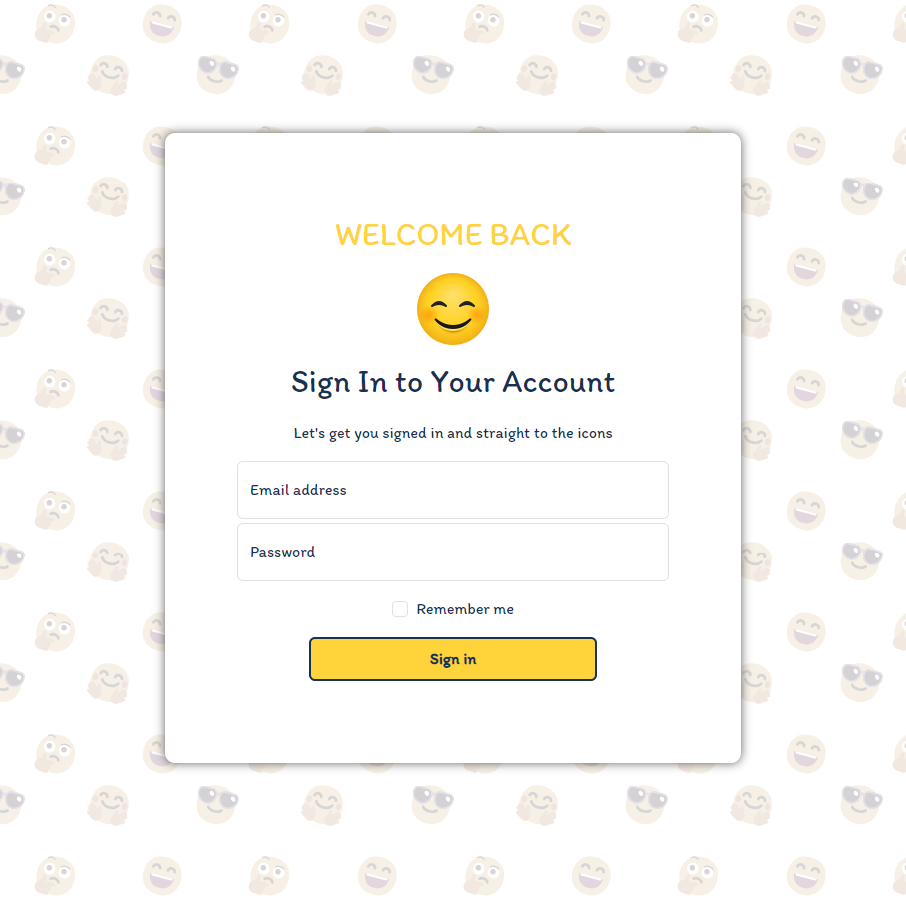 WELCOME BACK
Sign In to Your Account
Let's get you signed in and straight to the icons
Email address
Password
Remember me
Sign in